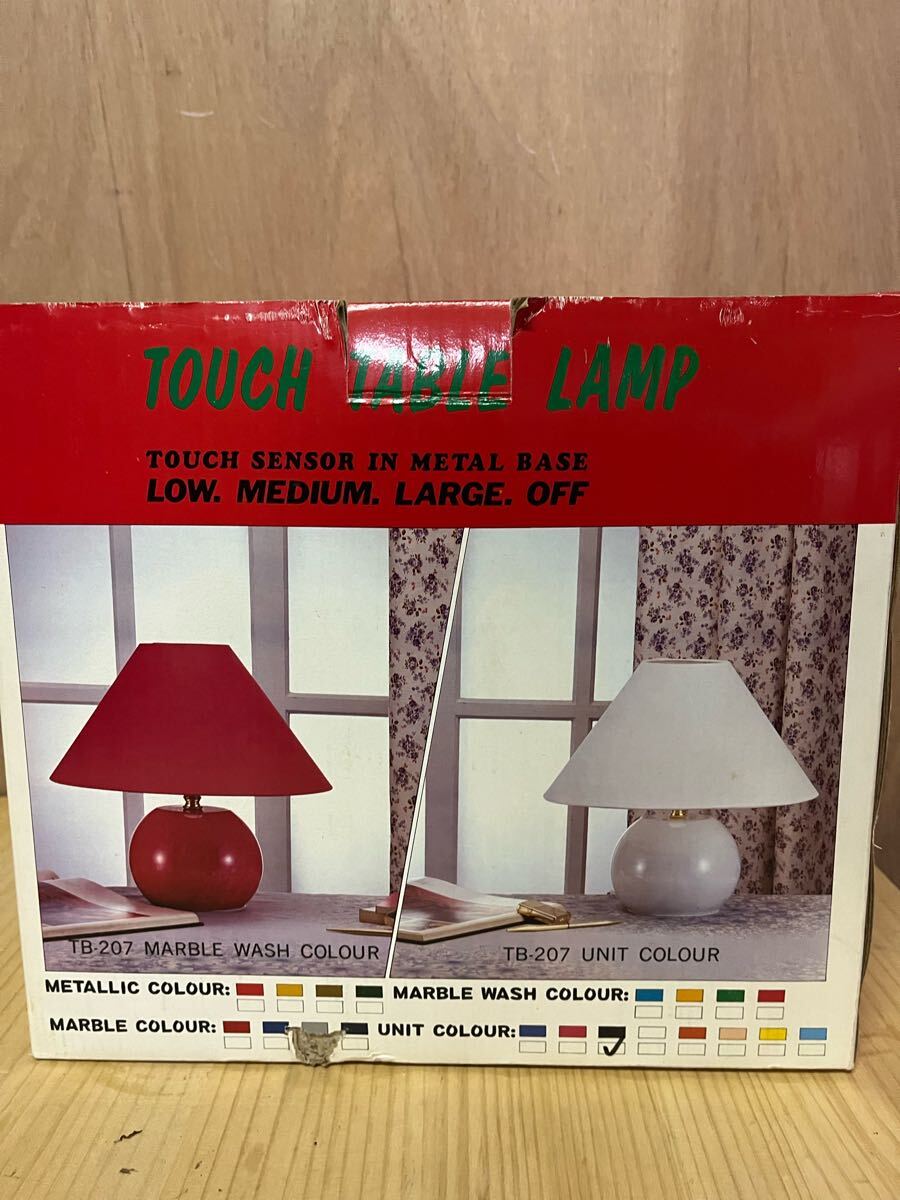 TOUCH TABLE LAMP
TOUCH SENSOR IN METAL BASE
LOW. MEDIUM. LARGE. OFF
TB-207 MARBLE WASH COLOUR
TB-207 UNIT COLOUR
METALLIC COLOUR:
MARBLE WASH COLOUR:
MARBLE COLOUR:
UNIT COLOUR: